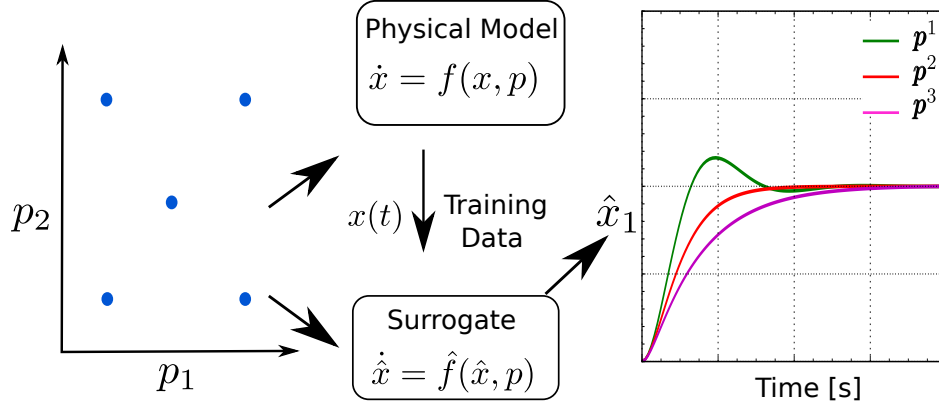 p₂
p₁
Physical Model
ẋ = f(x, p)
x(t)
Training
Data
Surrogate
x̂̇ = f̂(x̂, p)
x̂₁
p¹
p²
p³
Time [s]